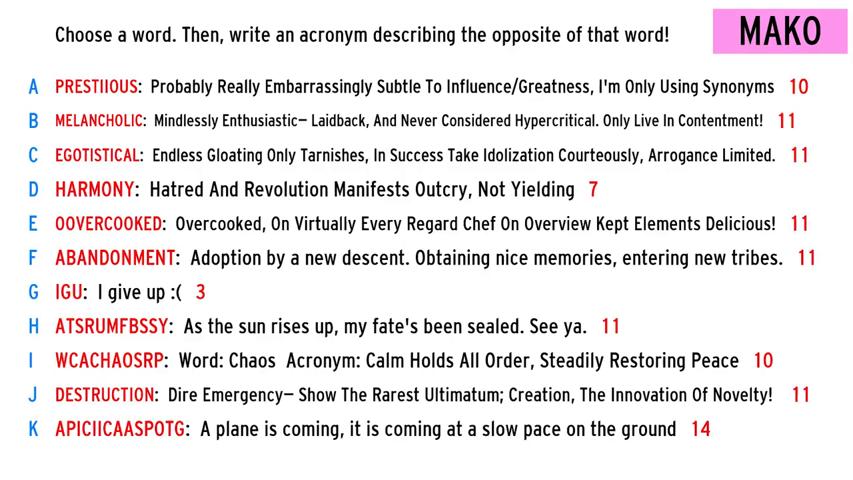 Choose a word. Then, write an acronym describing the opposite of that word!
MAKO
A PRESTIIOUS: Probably Really Embarrassingly Subtle To Influence/Greatness, I'm Only Using Synonyms 10
B MELANCHOLIC: Mindlessly Enthusiastic— Laidback, And Never Considered Hypercritical. Only Live In Contentment! 11
C EGOTISTICAL: Endless Gloating Only Tarnishes, In Success Take Idolization Courteously, Arrogance Limited. 11
D HARMONY: Hatred And Revolution Manifests Outcry, Not Yielding 7
E OOVERCOOKED: Overcooked, On Virtually Every Regard Chef On Overview Kept Elements Delicious! 11
F ABANDONMENT: Adoption by a new descent. Obtaining nice memories, entering new tribes. 11
G IGU: I give up :( 3
H ATSRUMFBSSY: As the sun rises up, my fate's been sealed. See ya. 11
I WCACHAOSRP: Word: Chaos Acronym: Calm Holds All Order, Steadily Restoring Peace 10
J DESTRUCTION: Dire Emergency— Show The Rarest Ultimatum; Creation, The Innovation Of Novelty! 11
K APICIICAASPOTG: A plane is coming, it is coming at a slow pace on the ground 14